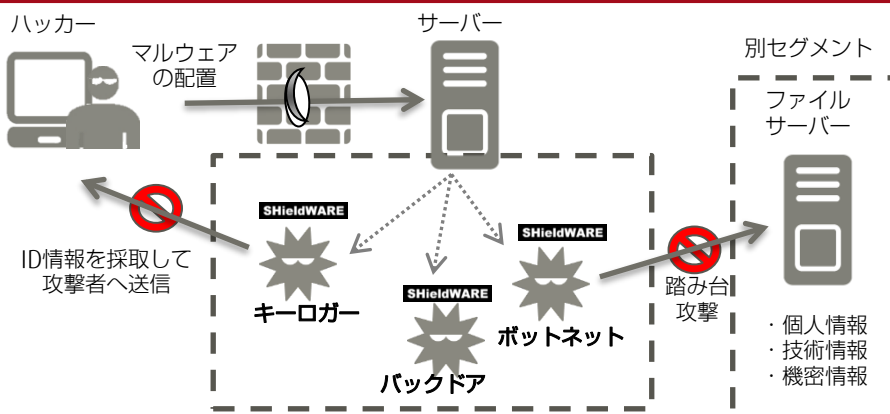 ハッカー
マルウェア
の配置
サーバー
別セグメント
ファイル
サーバー
SHieldWARE
キーロガー
SHieldWARE
バックドア
SHieldWARE
ボットネット
ID情報を採取して
攻撃者へ送信
踏み台
攻撃
・個人情報
・技術情報
・機密情報